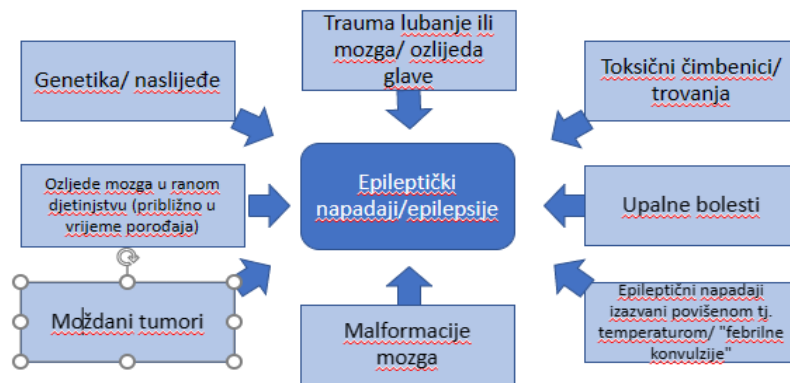 Trauma lubanje ili
mozga/ ozlijeda
glave
Genetika/ naslijeđe
Toksični čimbenici/
trovanja
Ozljede mozga u ranom
djetinjstvu (približno u
vrijeme porođaja)
Epileptički
napadaji/epilepsije
Upalne bolesti
Moždani tumori
Malformacije
mozga
Epileptični napadaji
izazvani povišenom tj.
temperaturom/ "febrilne
konvulzije"